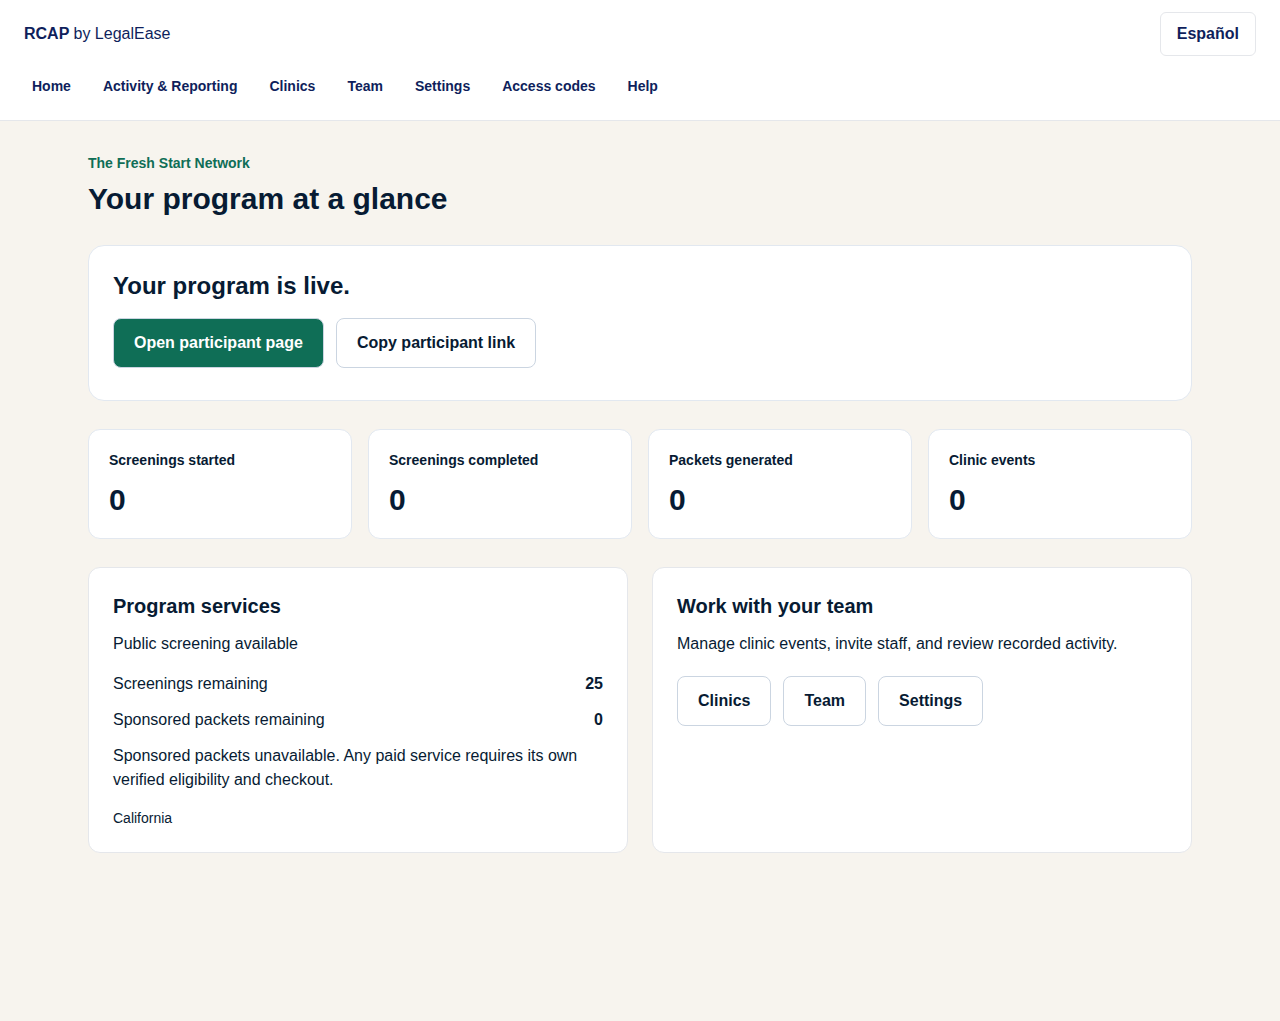 RCAP by LegalEase
Español
Home Activity & Reporting Clinics Team Settings Access codes Help
The Fresh Start Network
Your program at a glance
Your program is live.
Open participant page Copy participant link
Screenings started
0
Screenings completed
0
Packets generated
0
Clinic events
0
Program services
Public screening available
Screenings remaining 25
Sponsored packets remaining 0
Sponsored packets unavailable. Any paid service requires its own
verified eligibility and checkout.
California
Work with your team
Manage clinic events, invite staff, and review recorded activity.
Clinics Team Settings